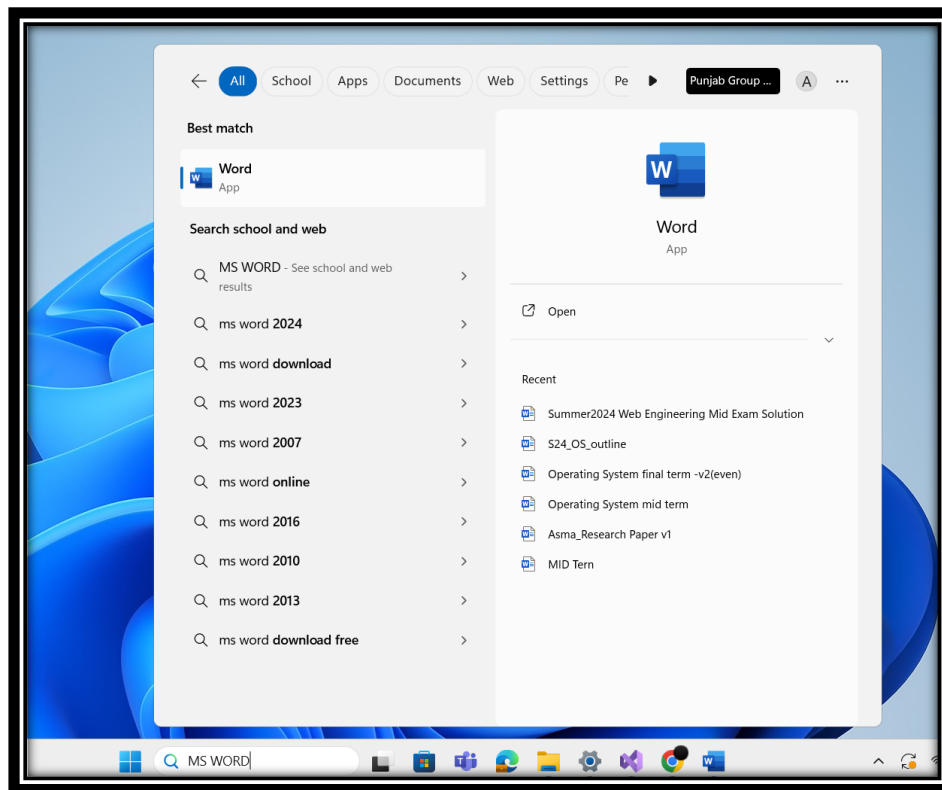 All School Apps Documents Web Settings Pe Punjab Group ... A ...
Best match
Word
App
Search school and web
MS WORD - See school and web
results
ms word 2024
ms word download
ms word 2023
ms word 2007
ms word online
ms word 2016
ms word 2010
ms word 2013
ms word download free
Word
App
Open
Recent
Summer2024 Web Engineering Mid Exam Solution
S24_OS_outline
Operating System final term -v2(even)
Operating System mid term
Asma_Research Paper v1
MID Tern
MS WORD